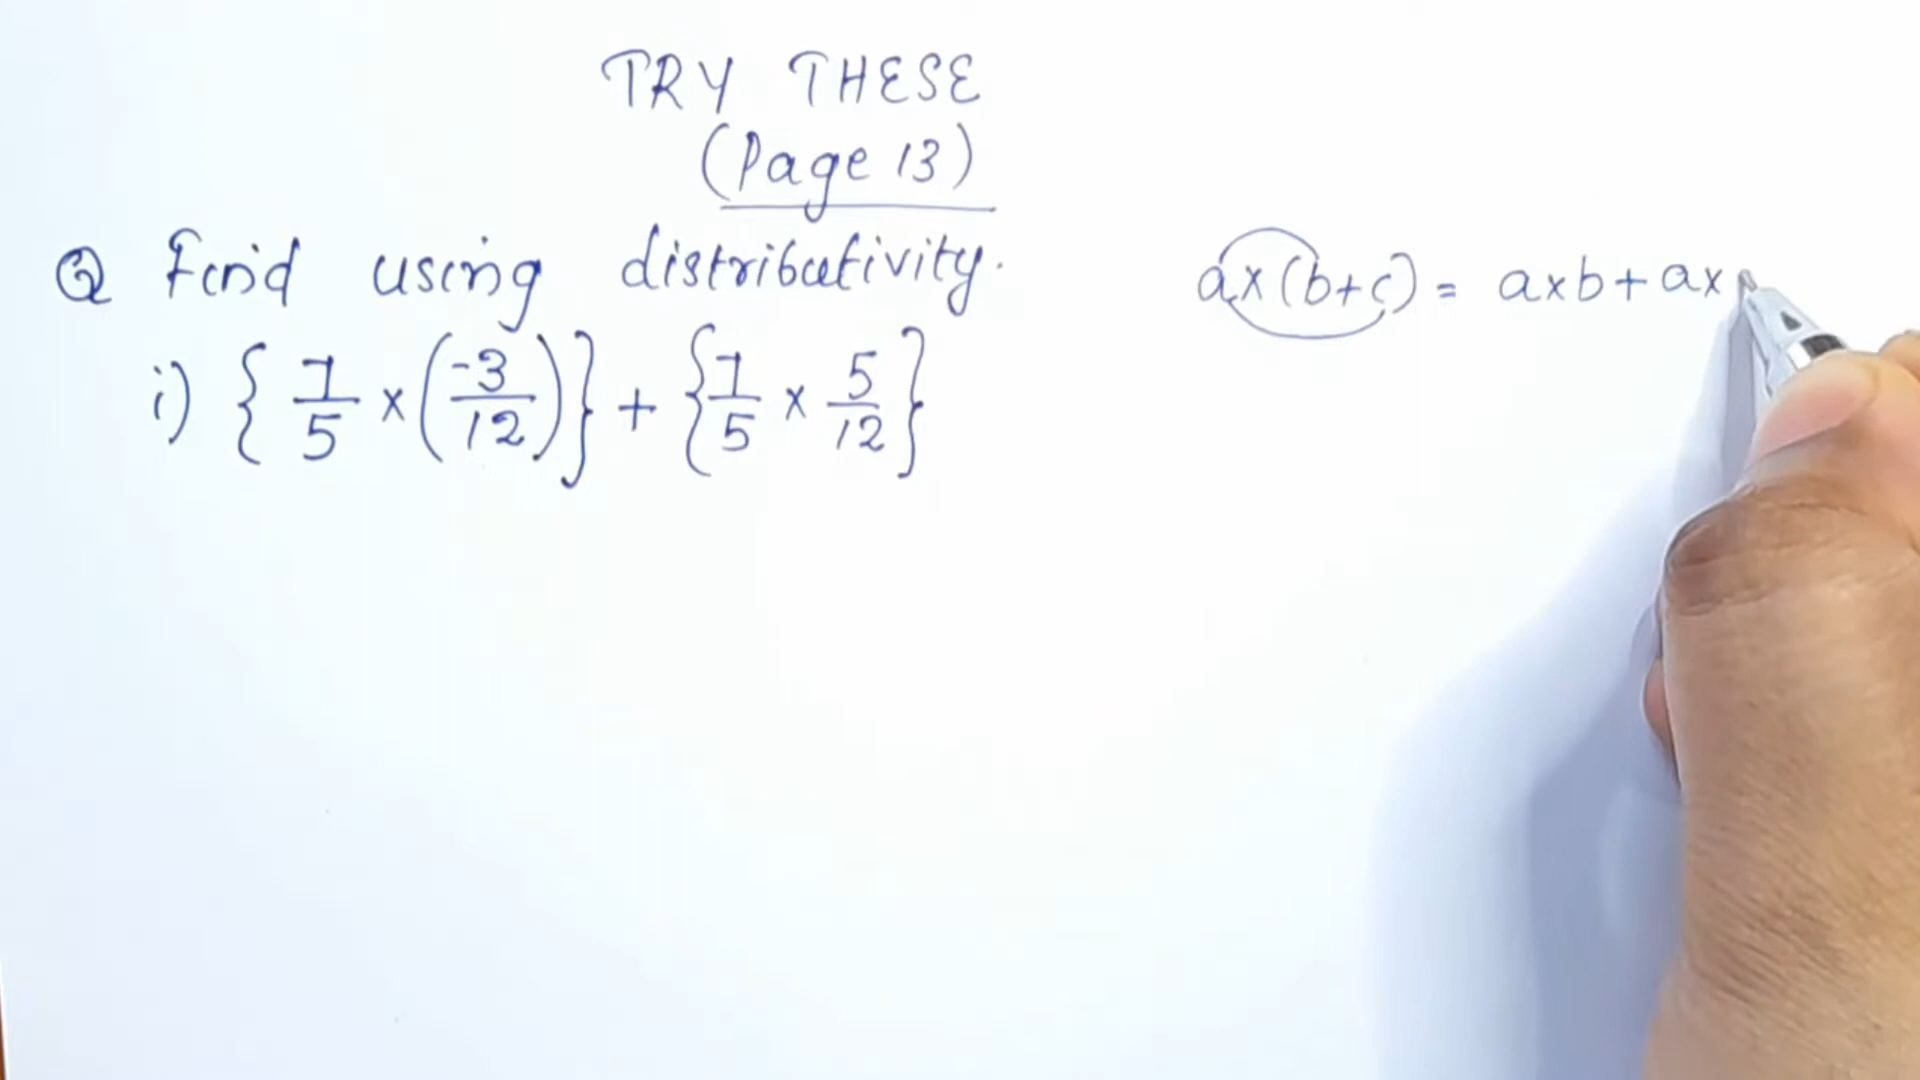 TRY THESE
(Page 13)
Q Find using distributivity.
a×(b+c) = a×b+a×
i) { 7/5 × (-3/12)} + {7/5 × 5/12}